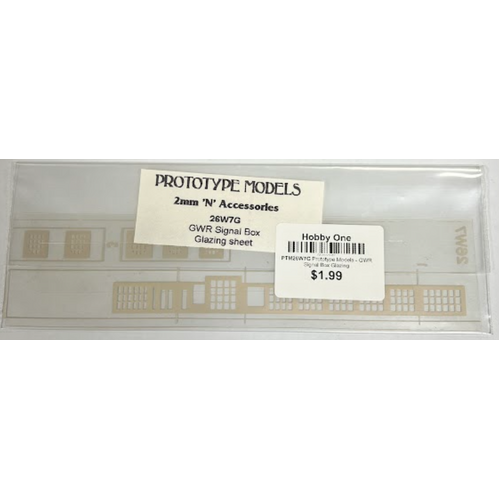 PROTOTYPE MODELS
2mm 'N' Accessories
26W7G
GWR Signal Box
Glazing sheet
Hobby One
PTM26W7G Prototype Models - GWR
Signal Box Glazing
$1.99